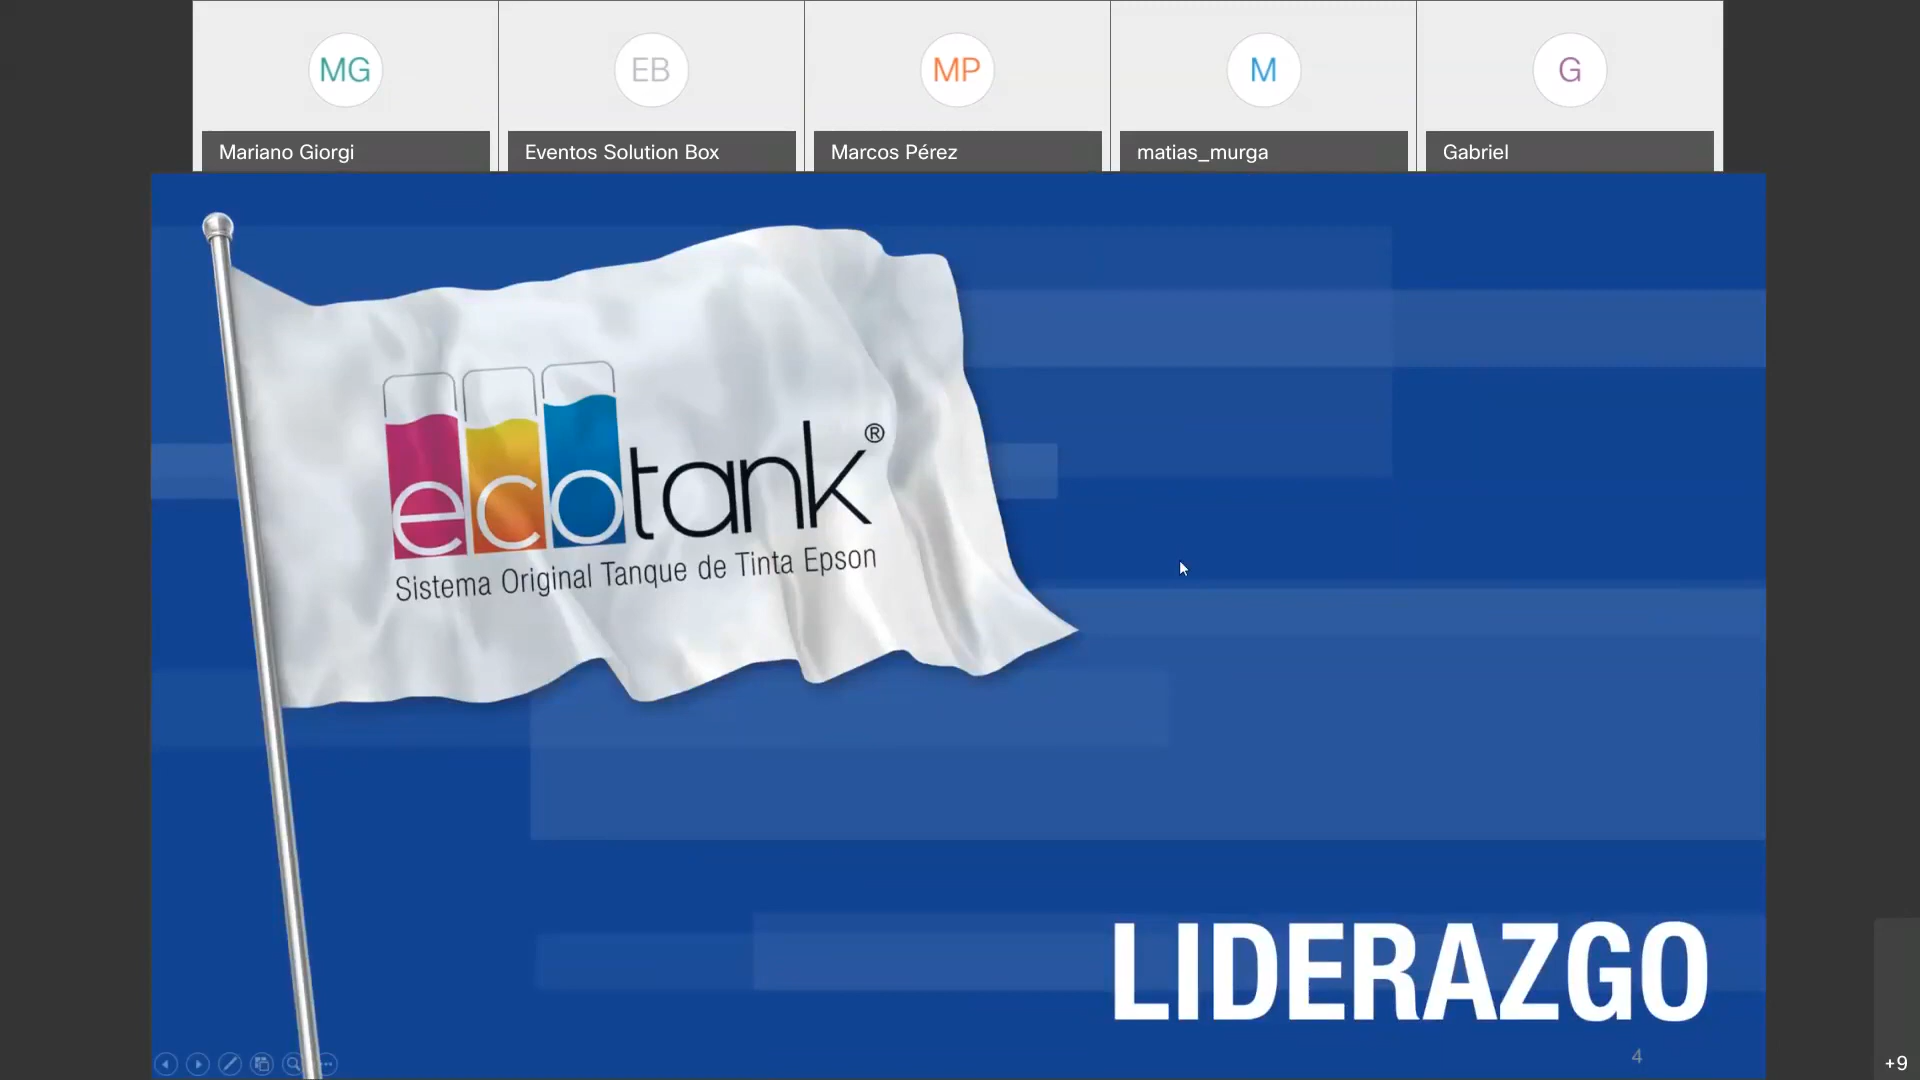 MG
EB
MP
M
G
Mariano Giorgi
Eventos Solution Box
Marcos Pérez
matias_murga
Gabriel
ecotank®
Sistema Original Tanque de Tinta Epson
LIDERAZGO
4
+9